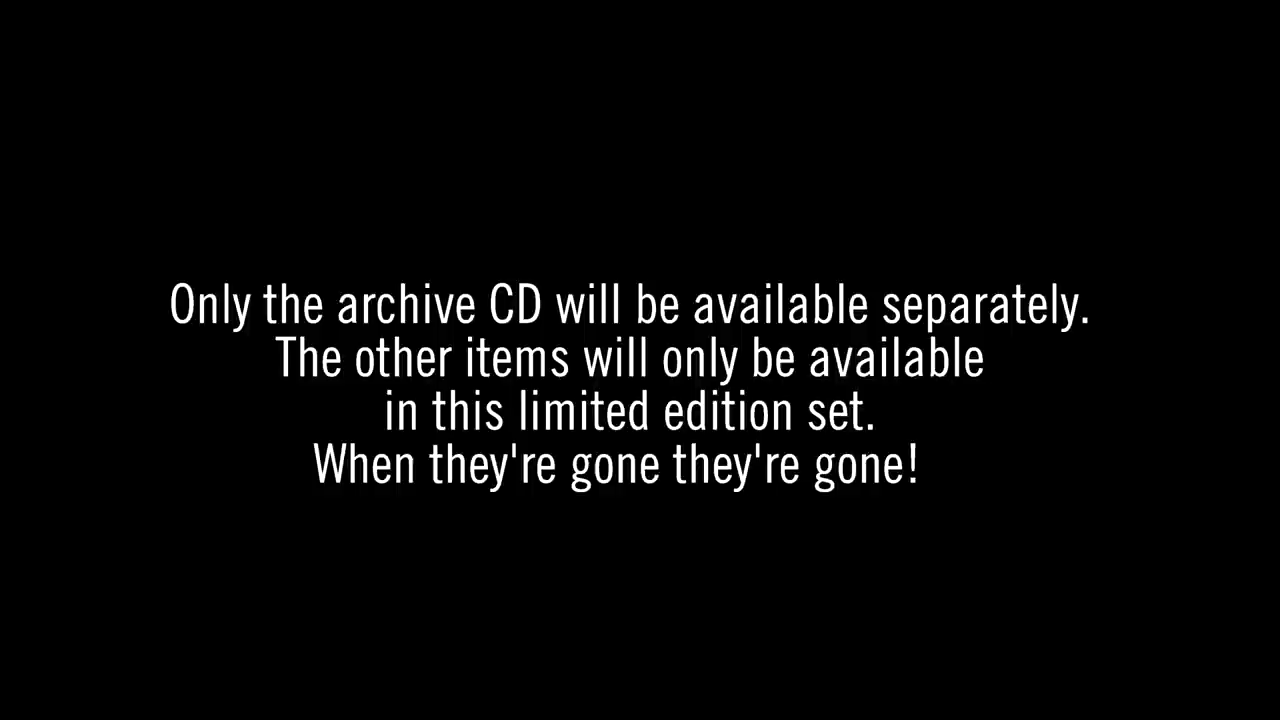 Only the archive CD will be available separately.
The other items will only be available
in this limited edition set.
When they're gone they're gone!